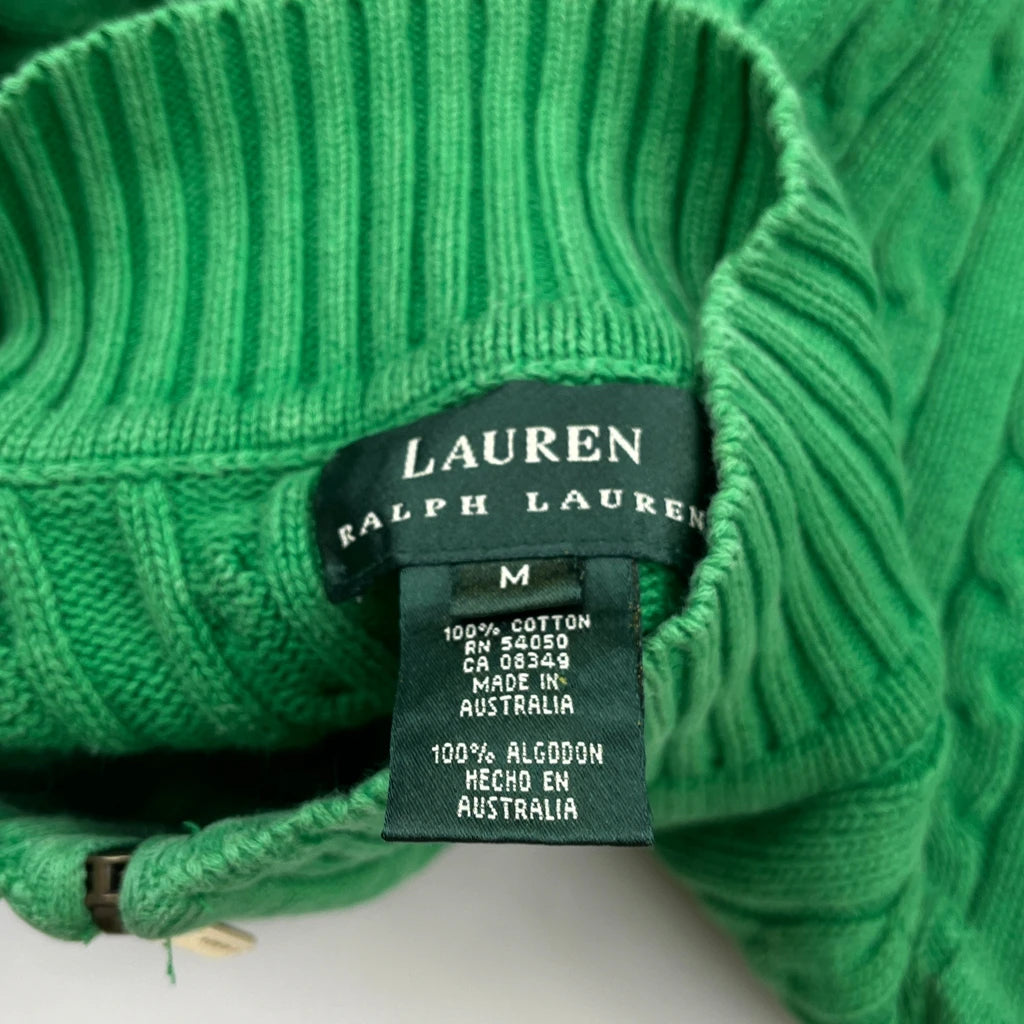 LAUREN
RALPH LAUREN
M
100% COTTON
RN 54050
CA 08349
MADE IN
AUSTRALIA
100% ALGODON
HECHO EN
AUSTRALIA